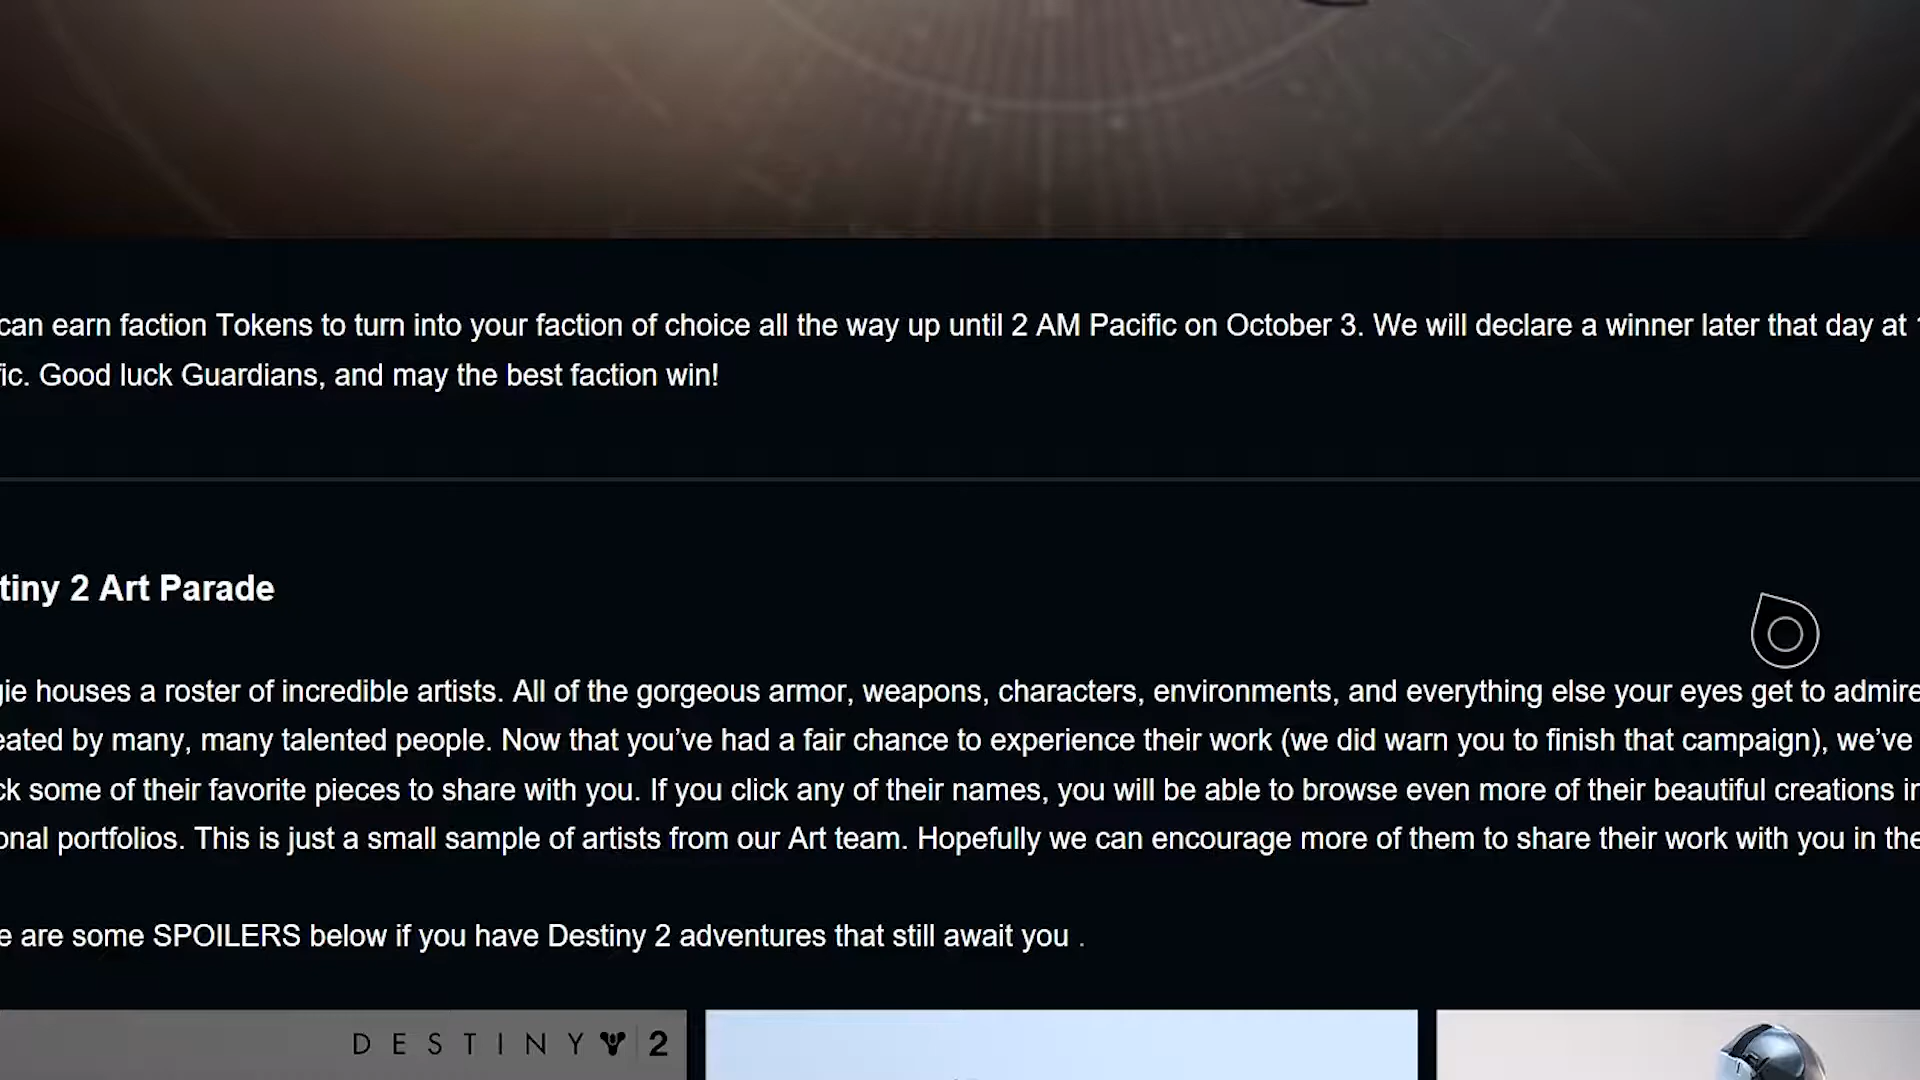 can earn faction Tokens to turn into your faction of choice all the way up until 2 AM Pacific on October 3. We will declare a winner later that day at
fic. Good luck Guardians, and may the best faction win!
tiny 2 Art Parade
gie houses a roster of incredible artists. All of the gorgeous armor, weapons, characters, environments, and everything else your eyes get to admire
eated by many, many talented people. Now that you’ve had a fair chance to experience their work (we did warn you to finish that campaign), we’ve
ck some of their favorite pieces to share with you. If you click any of their names, you will be able to browse even more of their beautiful creations in
onal portfolios. This is just a small sample of artists from our Art team. Hopefully we can encourage more of them to share their work with you in the
e are some SPOILERS below if you have Destiny 2 adventures that still await you .
DESTINY 2